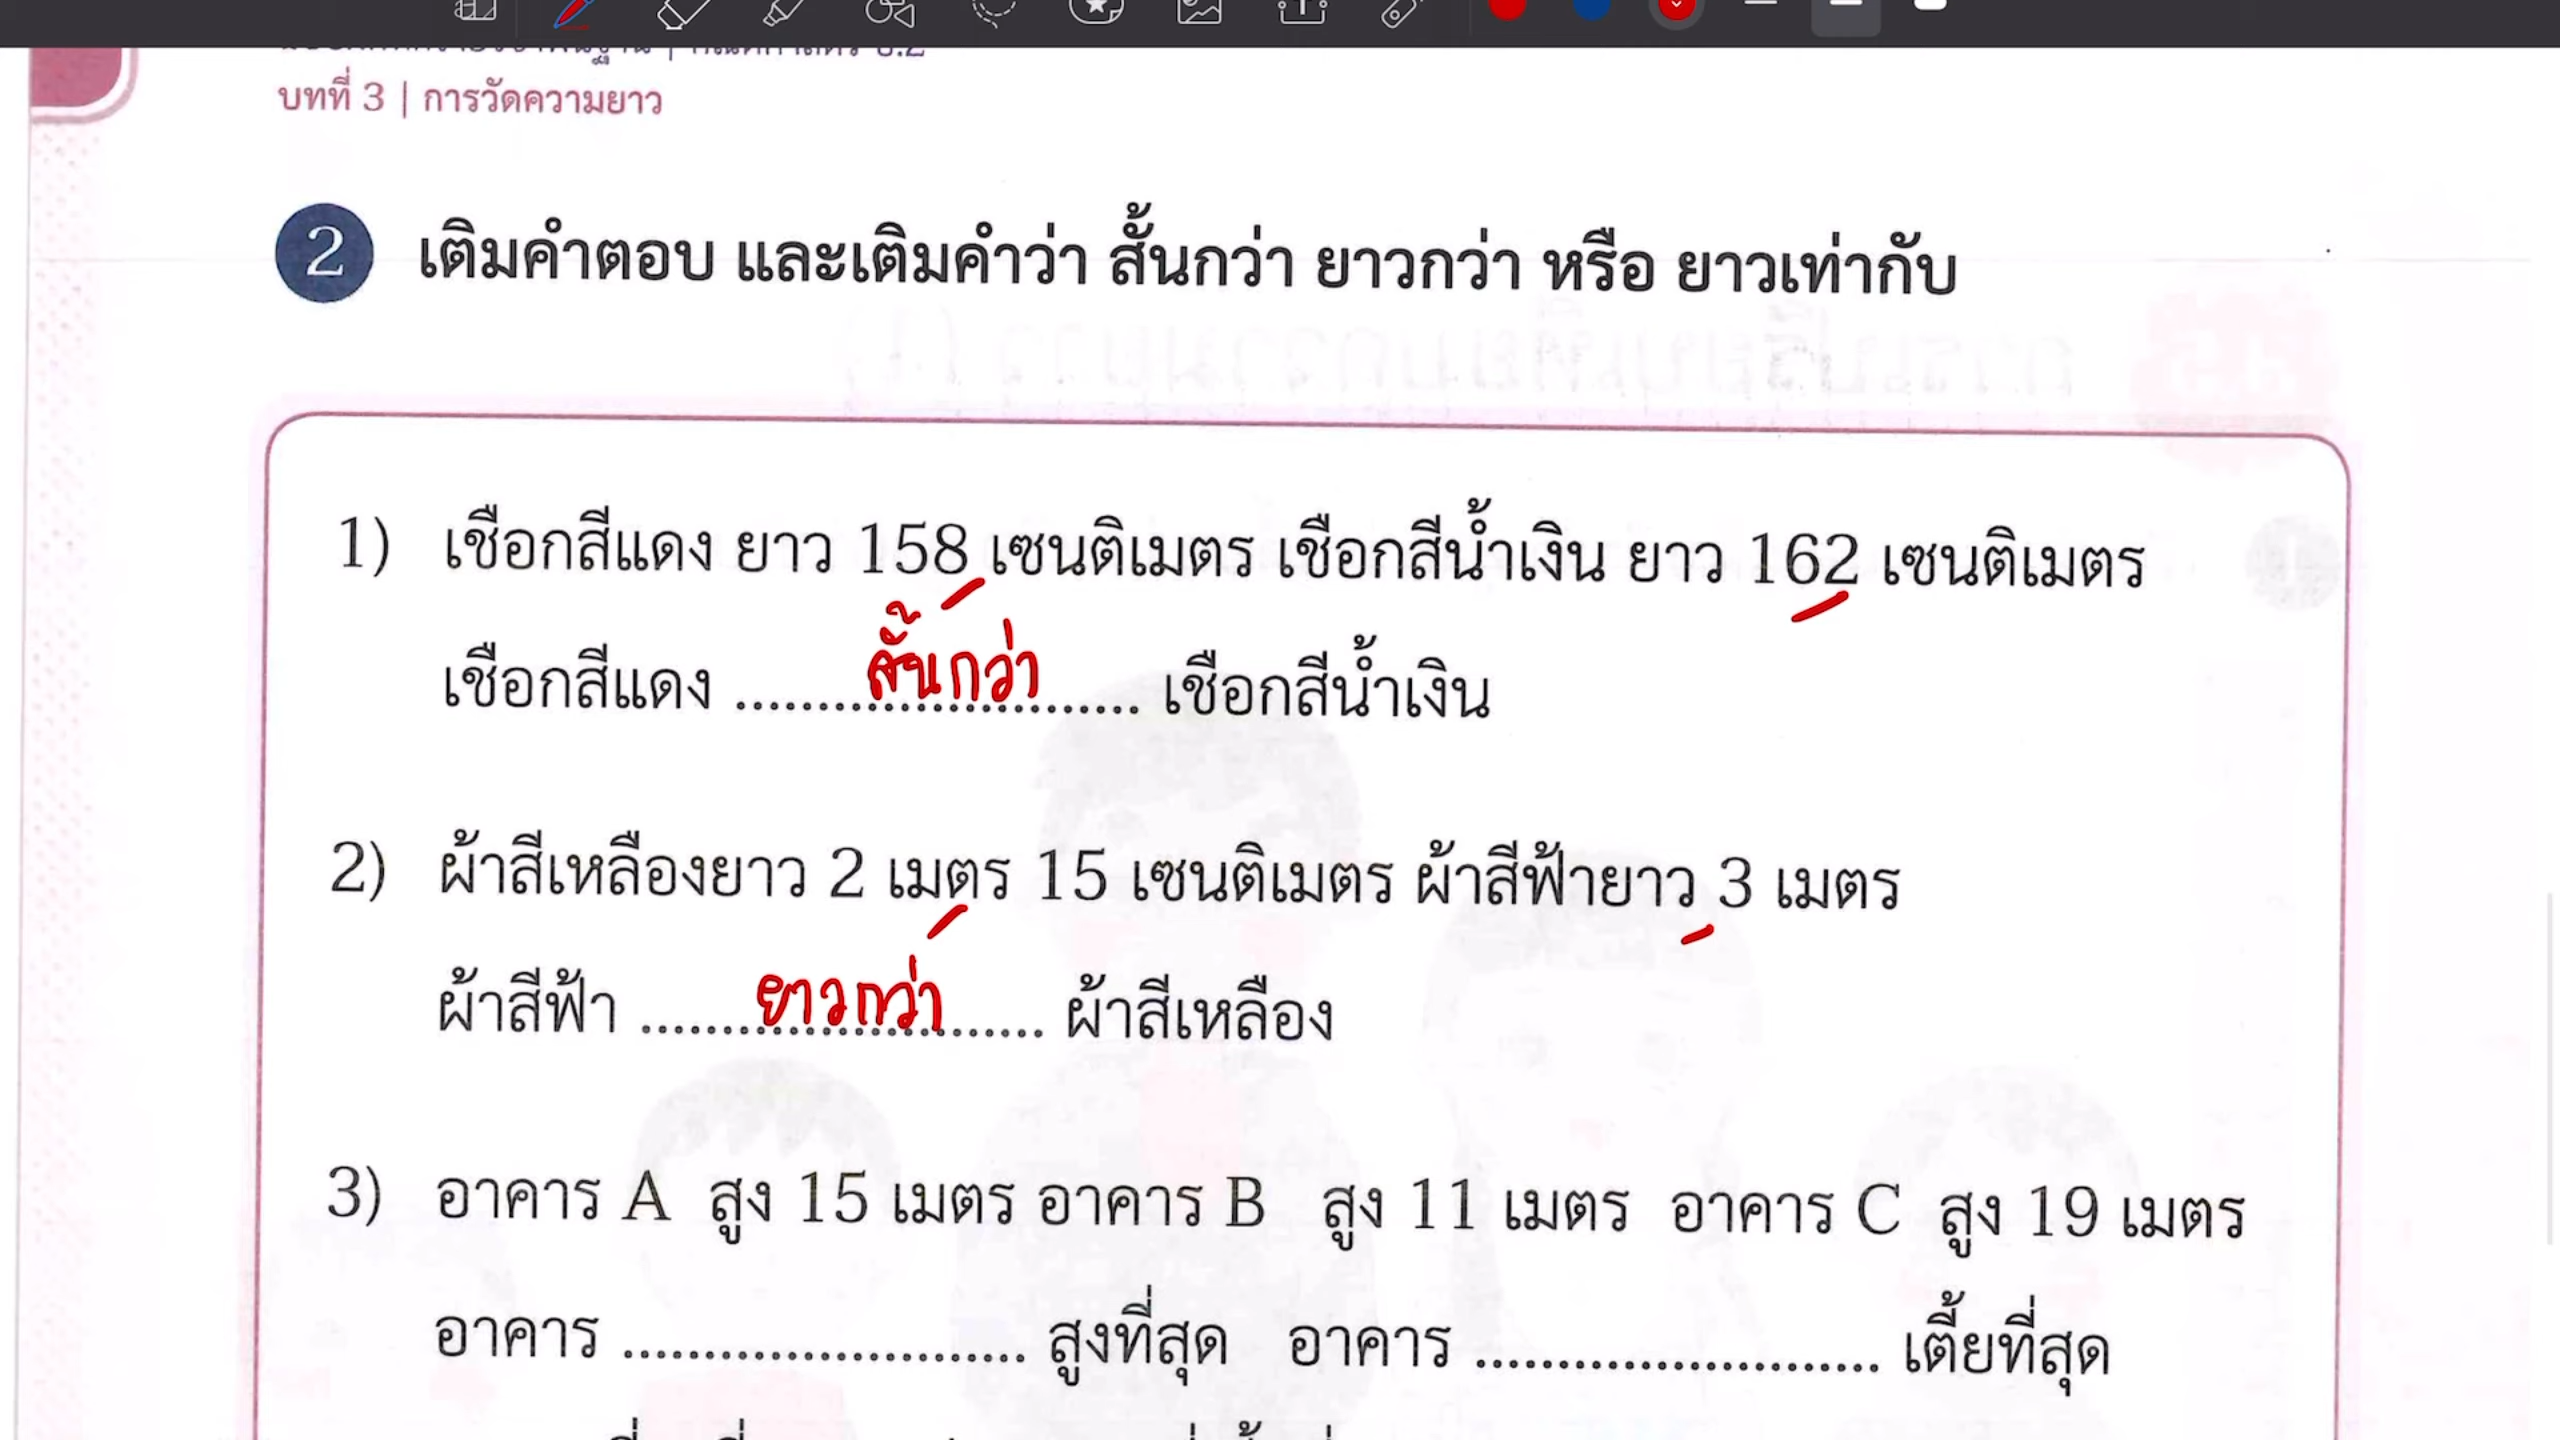 บทที่ 3 | การวัดความยาว
2 เติมคำตอบ และเติมคำว่า สั้นกว่า ยาวกว่า หรือ ยาวเท่ากับ
1) เชือกสีแดง ยาว 158 เซนติเมตร เชือกสีน้ำเงิน ยาว 162 เซนติเมตร
เชือกสีแดง ..........สั้นกว่า.......... เชือกสีน้ำเงิน
2) ผ้าสีเหลืองยาว 2 เมตร 15 เซนติเมตร ผ้าสีฟ้ายาว 3 เมตร
ผ้าสีฟ้า ..........ยาวกว่า.......... ผ้าสีเหลือง
3) อาคาร A สูง 15 เมตร อาคาร B สูง 11 เมตร อาคาร C สูง 19 เมตร
อาคาร .............................. สูงที่สุด อาคาร .............................. เตี้ยที่สุด